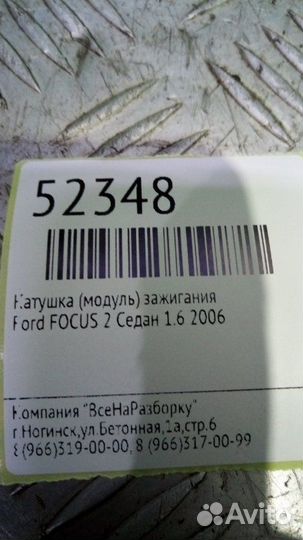 52348
Катушка (модуль) зажигания
Ford FOCUS 2 Седан 1.6 2006
Компания "ВсеНаРазборку"
г.Ногинск,ул.Бетонная,1а,стр.6
8(966)319-00-00, 8 (966)317-00-99
Avito